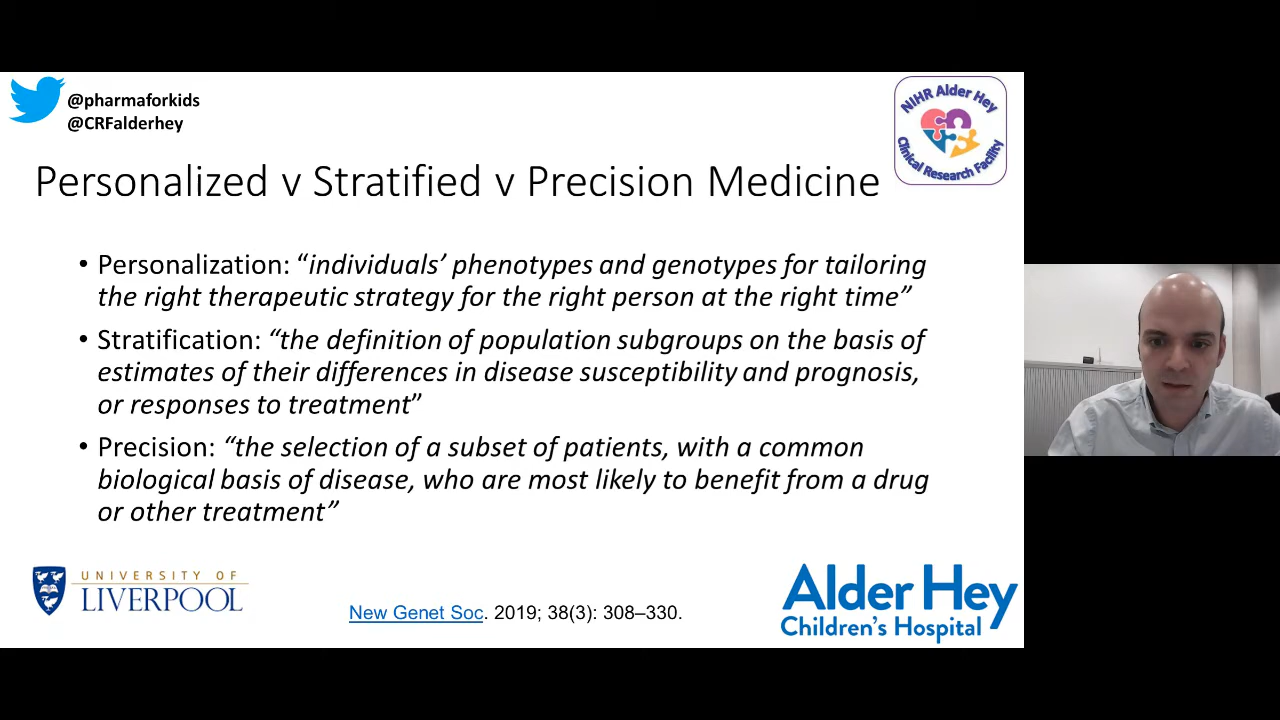 @pharmaforkids
@CRFalderhey
NIHR Alder Hey
Clinical Research Facility
Personalized v Stratified v Precision Medicine
• Personalization: “individuals’ phenotypes and genotypes for tailoring
the right therapeutic strategy for the right person at the right time”
• Stratification: “the definition of population subgroups on the basis of
estimates of their differences in disease susceptibility and prognosis,
or responses to treatment”
• Precision: “the selection of a subset of patients, with a common
biological basis of disease, who are most likely to benefit from a drug
or other treatment”
UNIVERSITY OF
LIVERPOOL
New Genet Soc. 2019; 38(3): 308–330.
Alder Hey
Children’s Hospital